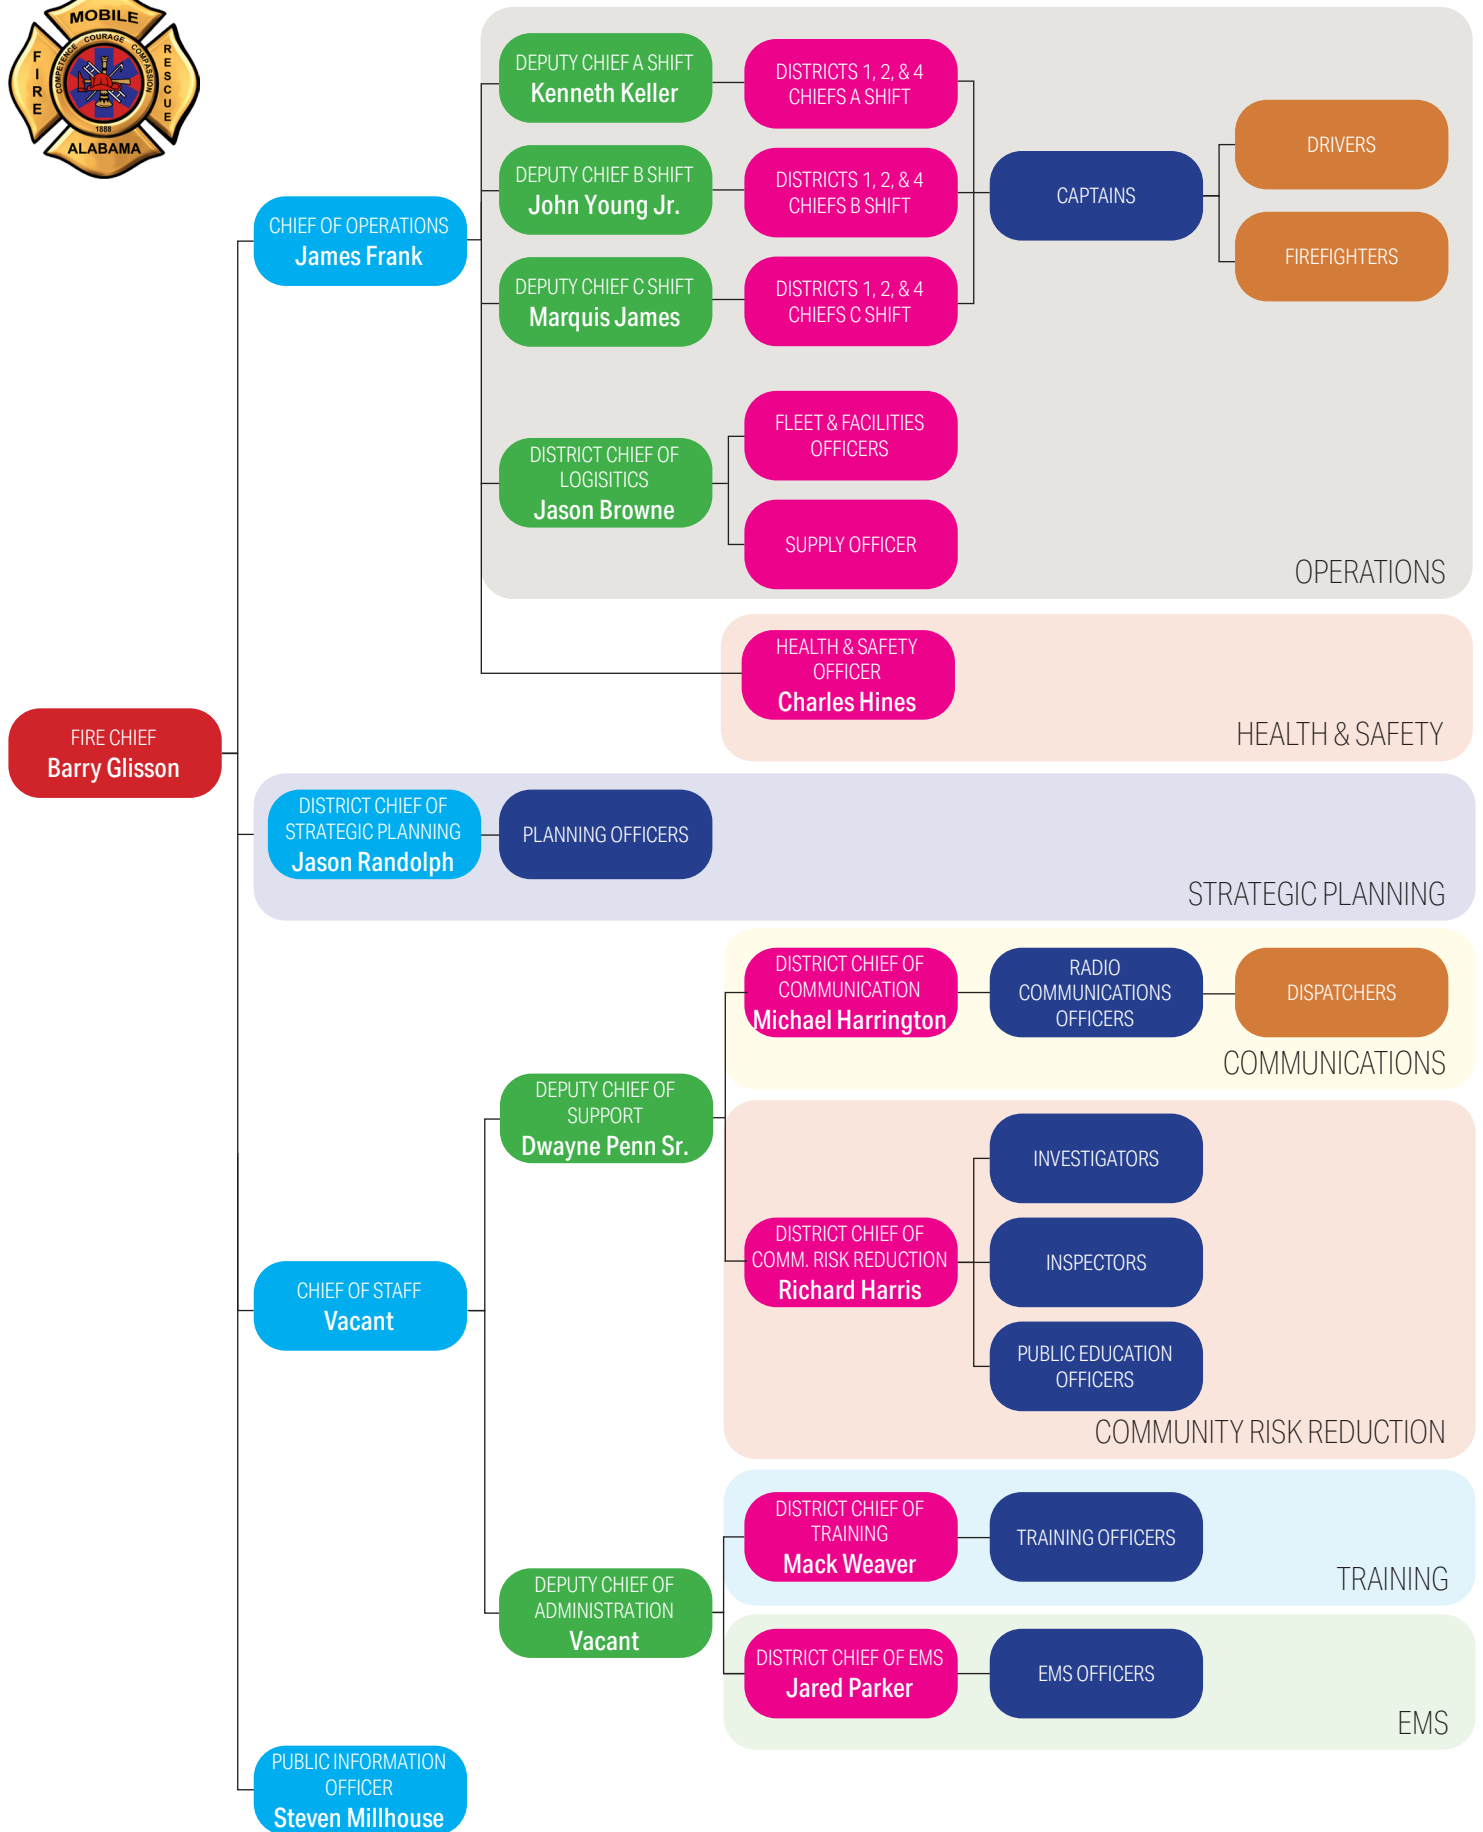 MOBILE
FIRE
RESCUE
COURAGE
COMPETENCE
COMPASSION
1888
ALABAMA
DEPUTY CHIEF A SHIFT
Kenneth Keller
DISTRICTS 1, 2, & 4
CHIEFS A SHIFT
DEPUTY CHIEF B SHIFT
John Young Jr.
DISTRICTS 1, 2, & 4
CHIEFS B SHIFT
DEPUTY CHIEF C SHIFT
Marquis James
DISTRICTS 1, 2, & 4
CHIEFS C SHIFT
CAPTAINS
DRIVERS
FIREFIGHTERS
CHIEF OF OPERATIONS
James Frank
DISTRICT CHIEF OF
LOGISITICS
Jason Browne
FLEET & FACILITIES
OFFICERS
SUPPLY OFFICER
OPERATIONS
HEALTH & SAFETY
OFFICER
Charles Hines
HEALTH & SAFETY
FIRE CHIEF
Barry Glisson
DISTRICT CHIEF OF
STRATEGIC PLANNING
Jason Randolph
PLANNING OFFICERS
STRATEGIC PLANNING
DISTRICT CHIEF OF
COMMUNICATION
Michael Harrington
RADIO
COMMUNICATIONS
OFFICERS
DISPATCHERS
COMMUNICATIONS
DEPUTY CHIEF OF
SUPPORT
Dwayne Penn Sr.
DISTRICT CHIEF OF
COMM. RISK REDUCTION
Richard Harris
INVESTIGATORS
INSPECTORS
PUBLIC EDUCATION
OFFICERS
COMMUNITY RISK REDUCTION
CHIEF OF STAFF
Vacant
DEPUTY CHIEF OF
ADMINISTRATION
Vacant
DISTRICT CHIEF OF
TRAINING
Mack Weaver
TRAINING OFFICERS
TRAINING
DISTRICT CHIEF OF EMS
Jared Parker
EMS OFFICERS
EMS
PUBLIC INFORMATION
OFFICER
Steven Millhouse